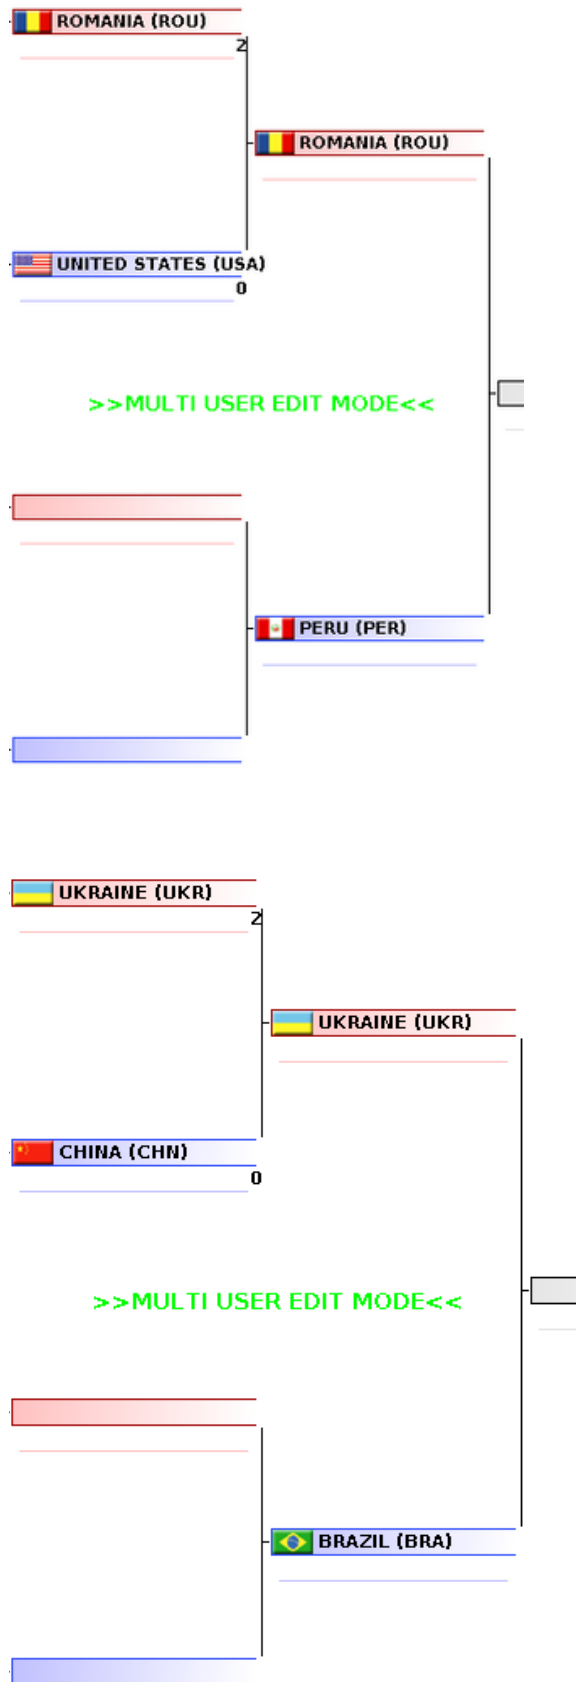 ROMANIA (ROU)
2
ROMANIA (ROU)
UNITED STATES (USA)
0
>>MULTI USER EDIT MODE<<
PERU (PER)
UKRAINE (UKR)
2
UKRAINE (UKR)
CHINA (CHN)
0
>>MULTI USER EDIT MODE<<
BRAZIL (BRA)